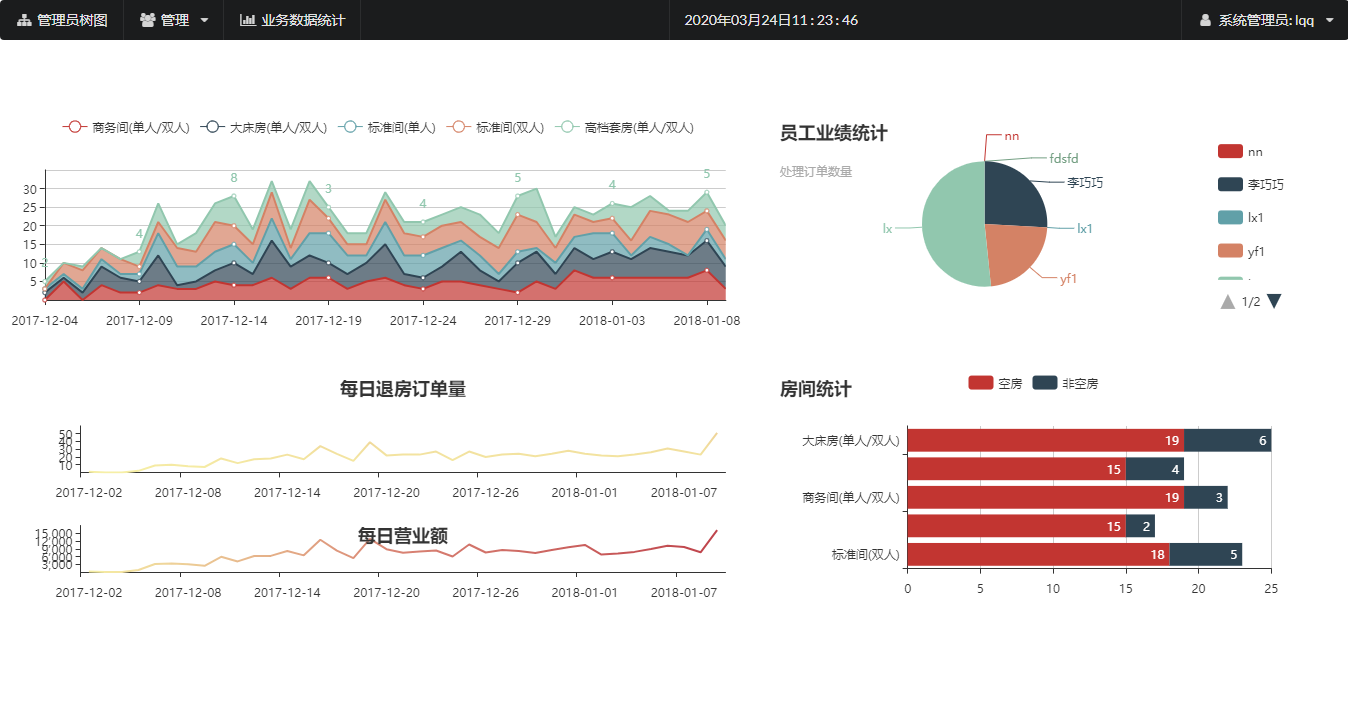 管理员树图 管理 业务数据统计 2020年03月24日11:23:46 系统管理员: lqq
商务间(单人/双人) 大床房(单人/双人) 标准间(单人) 标准间(双人) 高档套房(单人/双人)
30
25
20
15
10
5
4 8 3 4 5 4 5
2017-12-04 2017-12-09 2017-12-14 2017-12-19 2017-12-24 2017-12-29 2018-01-03 2018-01-08
员工业绩统计
处理订单数量
nn
fdsfd
李巧巧
lx
lx1
yf1
nn
李巧巧
lx1
yf1
1/2
每日退房订单量
50
40
30
20
10
2017-12-02 2017-12-08 2017-12-14 2017-12-20 2017-12-26 2018-01-01 2018-01-07
每日营业额
15,000
12,000
9,000
6,000
3,000
2017-12-02 2017-12-08 2017-12-14 2017-12-20 2017-12-26 2018-01-01 2018-01-07
房间统计
空房 非空房
大床房(单人/双人) 19 6
15 4
商务间(单人/双人) 19 3
15 2
标准间(双人) 18 5
0 5 10 15 20 25